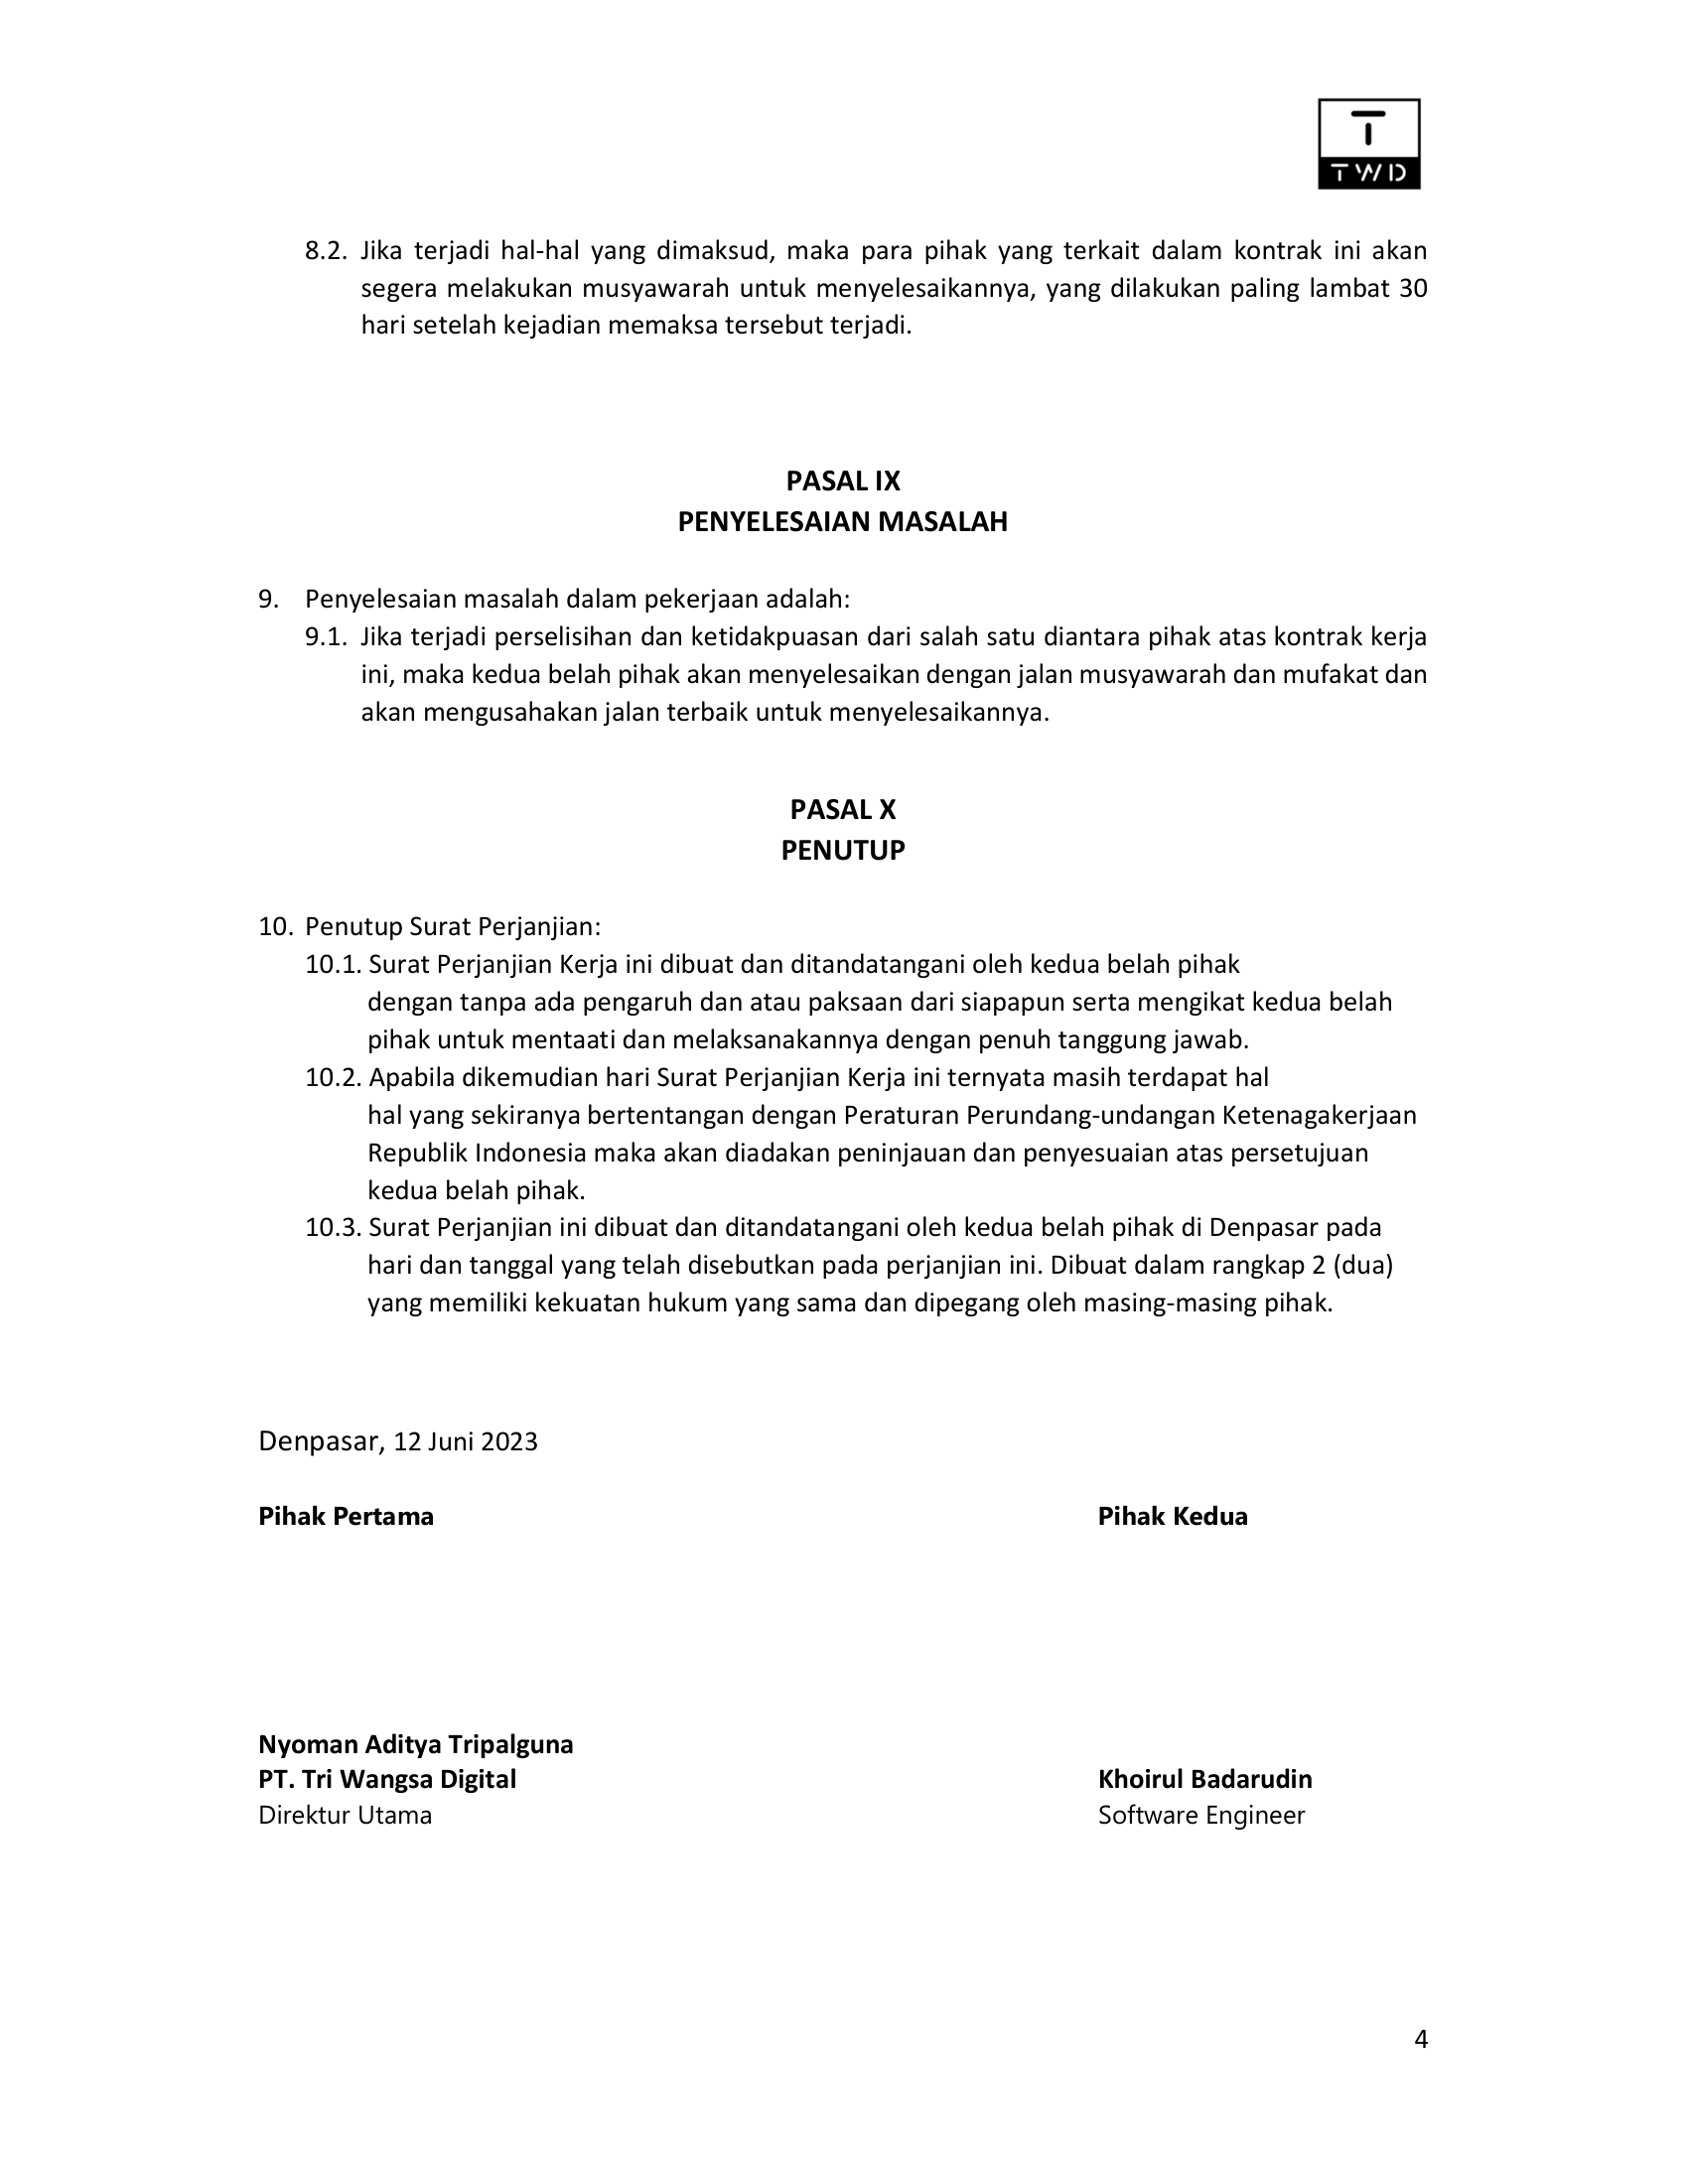 T
TWD
8.2. Jika terjadi hal-hal yang dimaksud, maka para pihak yang terkait dalam kontrak ini akan
segera melakukan musyawarah untuk menyelesaikannya, yang dilakukan paling lambat 30
hari setelah kejadian memaksa tersebut terjadi.
PASAL IX
PENYELESAIAN MASALAH
9. Penyelesaian masalah dalam pekerjaan adalah:
9.1. Jika terjadi perselisihan dan ketidakpuasan dari salah satu diantara pihak atas kontrak kerja
ini, maka kedua belah pihak akan menyelesaikan dengan jalan musyawarah dan mufakat dan
akan mengusahakan jalan terbaik untuk menyelesaikannya.
PASAL X
PENUTUP
10. Penutup Surat Perjanjian:
10.1. Surat Perjanjian Kerja ini dibuat dan ditandatangani oleh kedua belah pihak
dengan tanpa ada pengaruh dan atau paksaan dari siapapun serta mengikat kedua belah
pihak untuk mentaati dan melaksanakannya dengan penuh tanggung jawab.
10.2. Apabila dikemudian hari Surat Perjanjian Kerja ini ternyata masih terdapat hal
hal yang sekiranya bertentangan dengan Peraturan Perundang-undangan Ketenagakerjaan
Republik Indonesia maka akan diadakan peninjauan dan penyesuaian atas persetujuan
kedua belah pihak.
10.3. Surat Perjanjian ini dibuat dan ditandatangani oleh kedua belah pihak di Denpasar pada
hari dan tanggal yang telah disebutkan pada perjanjian ini. Dibuat dalam rangkap 2 (dua)
yang memiliki kekuatan hukum yang sama dan dipegang oleh masing-masing pihak.
Denpasar, 12 Juni 2023
Pihak Pertama
Pihak Kedua
Nyoman Aditya Tripalguna
PT. Tri Wangsa Digital
Direktur Utama
Khoirul Badarudin
Software Engineer
4